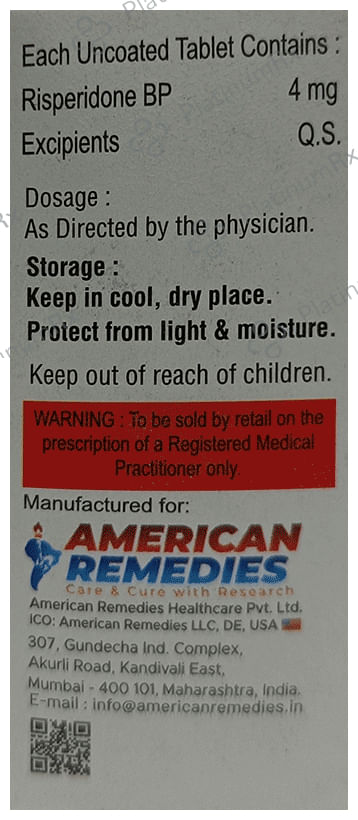 Each Uncoated Tablet Contains :
Risperidone BP 4 mg
Excipients Q.S.
Dosage :
As Directed by the physician.
Storage :
Keep in cool, dry place.
Protect from light & moisture.
Keep out of reach of children.
WARNING : To be sold by retail on the
prescription of a Registered Medical
Practitioner only.
Manufactured for:
AMERICAN
REMEDIES
Care & Cure with Research
American Remedies Healthcare Pvt. Ltd.
ICO: American Remedies LLC, DE, USA
307, Gundecha Ind. Complex,
Akurli Road, Kandivali East,
Mumbai - 400 101, Maharashtra, India.
E-mail : info@americanremedies.in